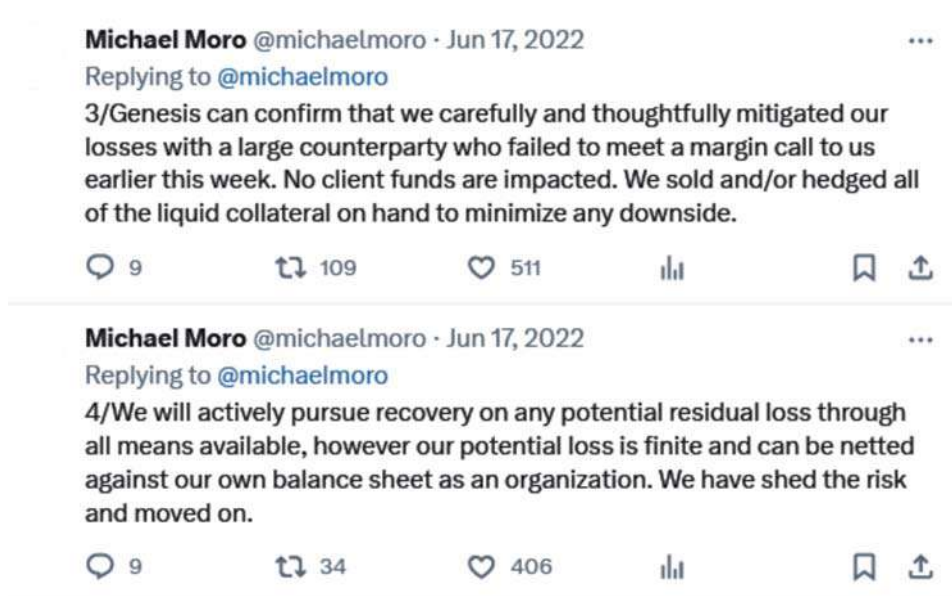 Michael Moro @michaelmoro · Jun 17, 2022
Replying to @michaelmoro
3/Genesis can confirm that we carefully and thoughtfully mitigated our
losses with a large counterparty who failed to meet a margin call to us
earlier this week. No client funds are impacted. We sold and/or hedged all
of the liquid collateral on hand to minimize any downside.
9 109 511
Michael Moro @michaelmoro · Jun 17, 2022
Replying to @michaelmoro
4/We will actively pursue recovery on any potential residual loss through
all means available, however our potential loss is finite and can be netted
against our own balance sheet as an organization. We have shed the risk
and moved on.
9 34 406